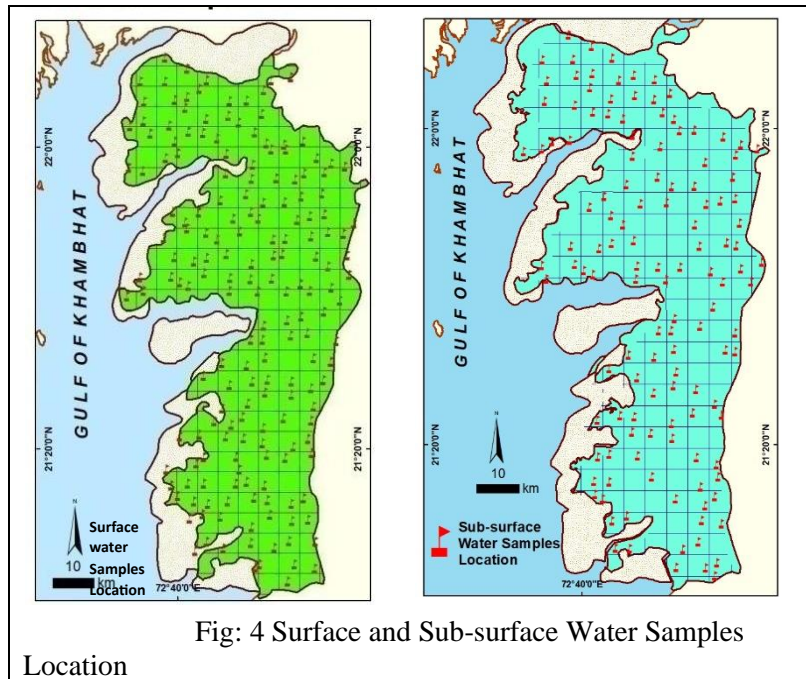 22°0'0"N
22°0'0"N
GULF OF KHAMBHAT
21°20'0"N
21°20'0"N
N
Surface
water
Samples
Location
10
km
72°40'0"E
22°0'0"N
22°0'0"N
GULF OF KHAMBHAT
21°20'0"N
21°20'0"N
N
10
km
Sub-surface
Water Samples
Location
72°40'0"E
Fig: 4 Surface and Sub-surface Water Samples
Location